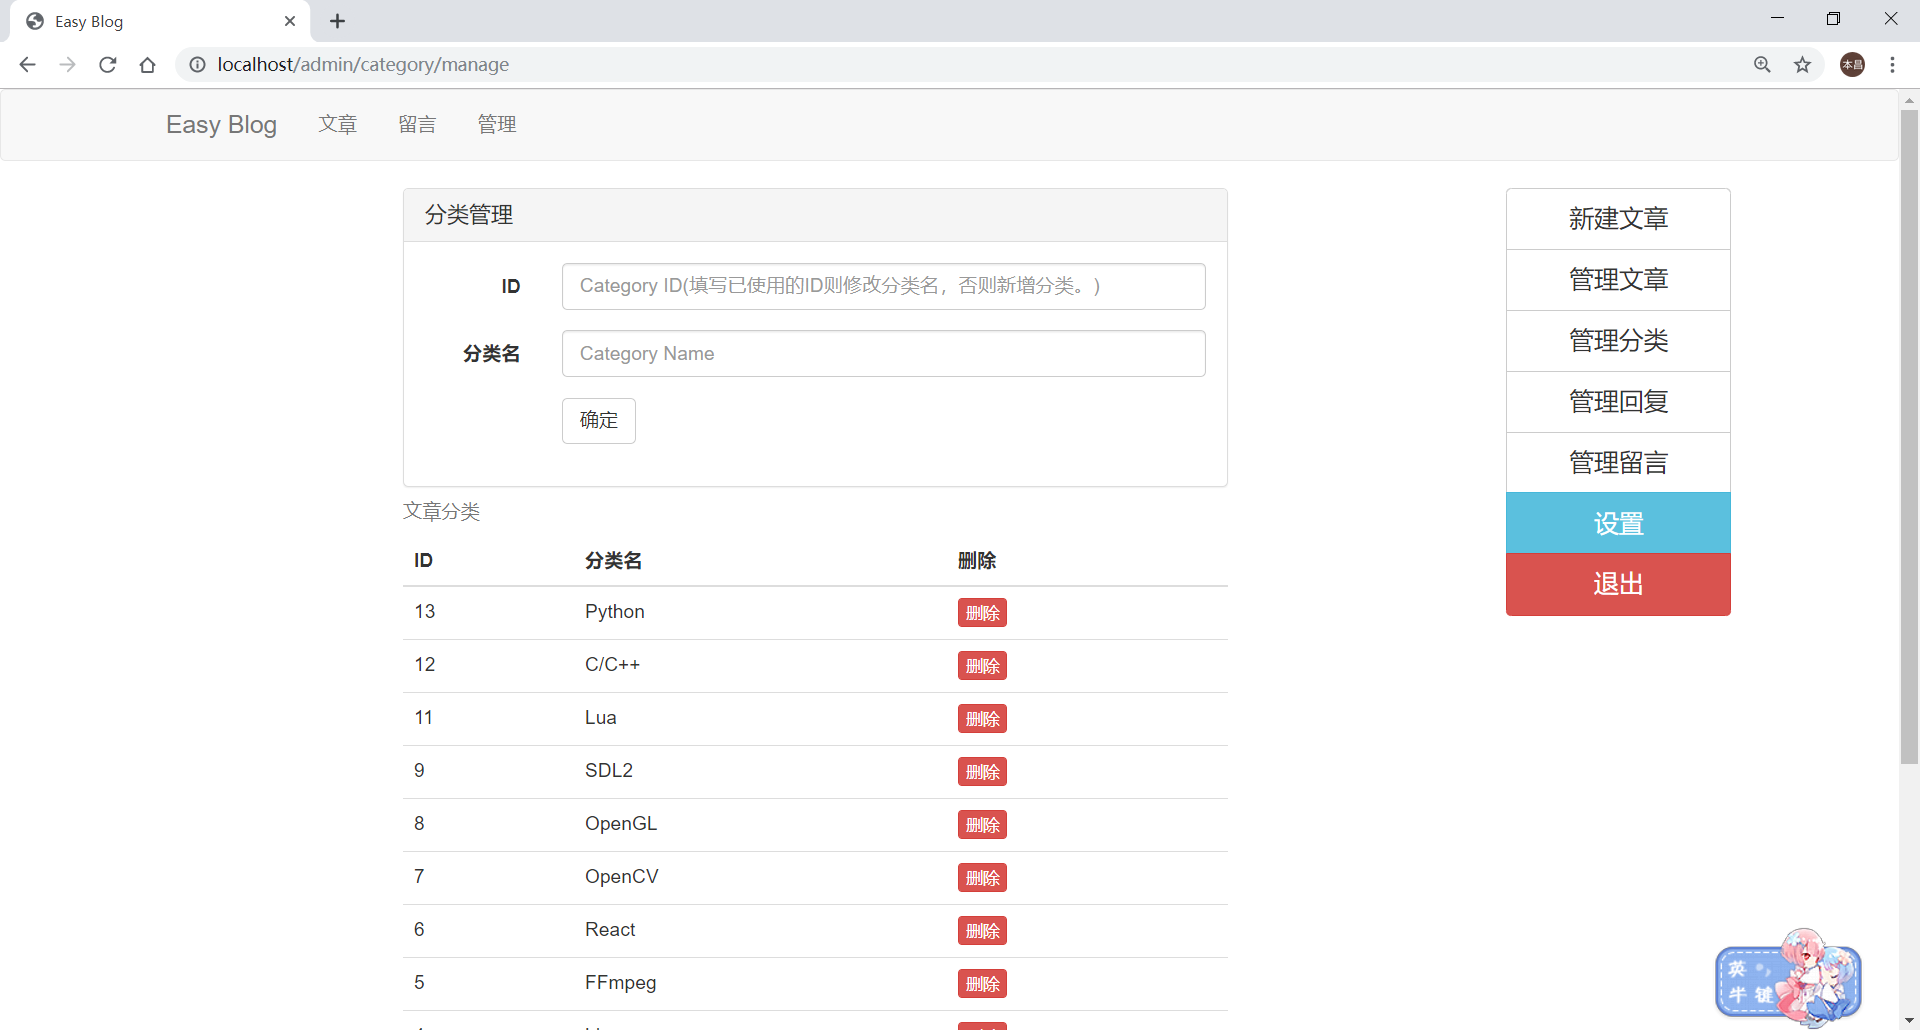 Easy Blog
localhost/admin/category/manage
本昌
Easy Blog 文章 留言 管理
分类管理
ID Category ID(填写已使用的ID则修改分类名，否则新增分类。)
分类名 Category Name
确定
新建文章
管理文章
管理分类
管理回复
管理留言
设置
退出
文章分类
ID 分类名 删除
13 Python 删除
12 C/C++ 删除
11 Lua 删除
9 SDL2 删除
8 OpenGL 删除
7 OpenCV 删除
6 React 删除
5 FFmpeg 删除
英 ,
半 键